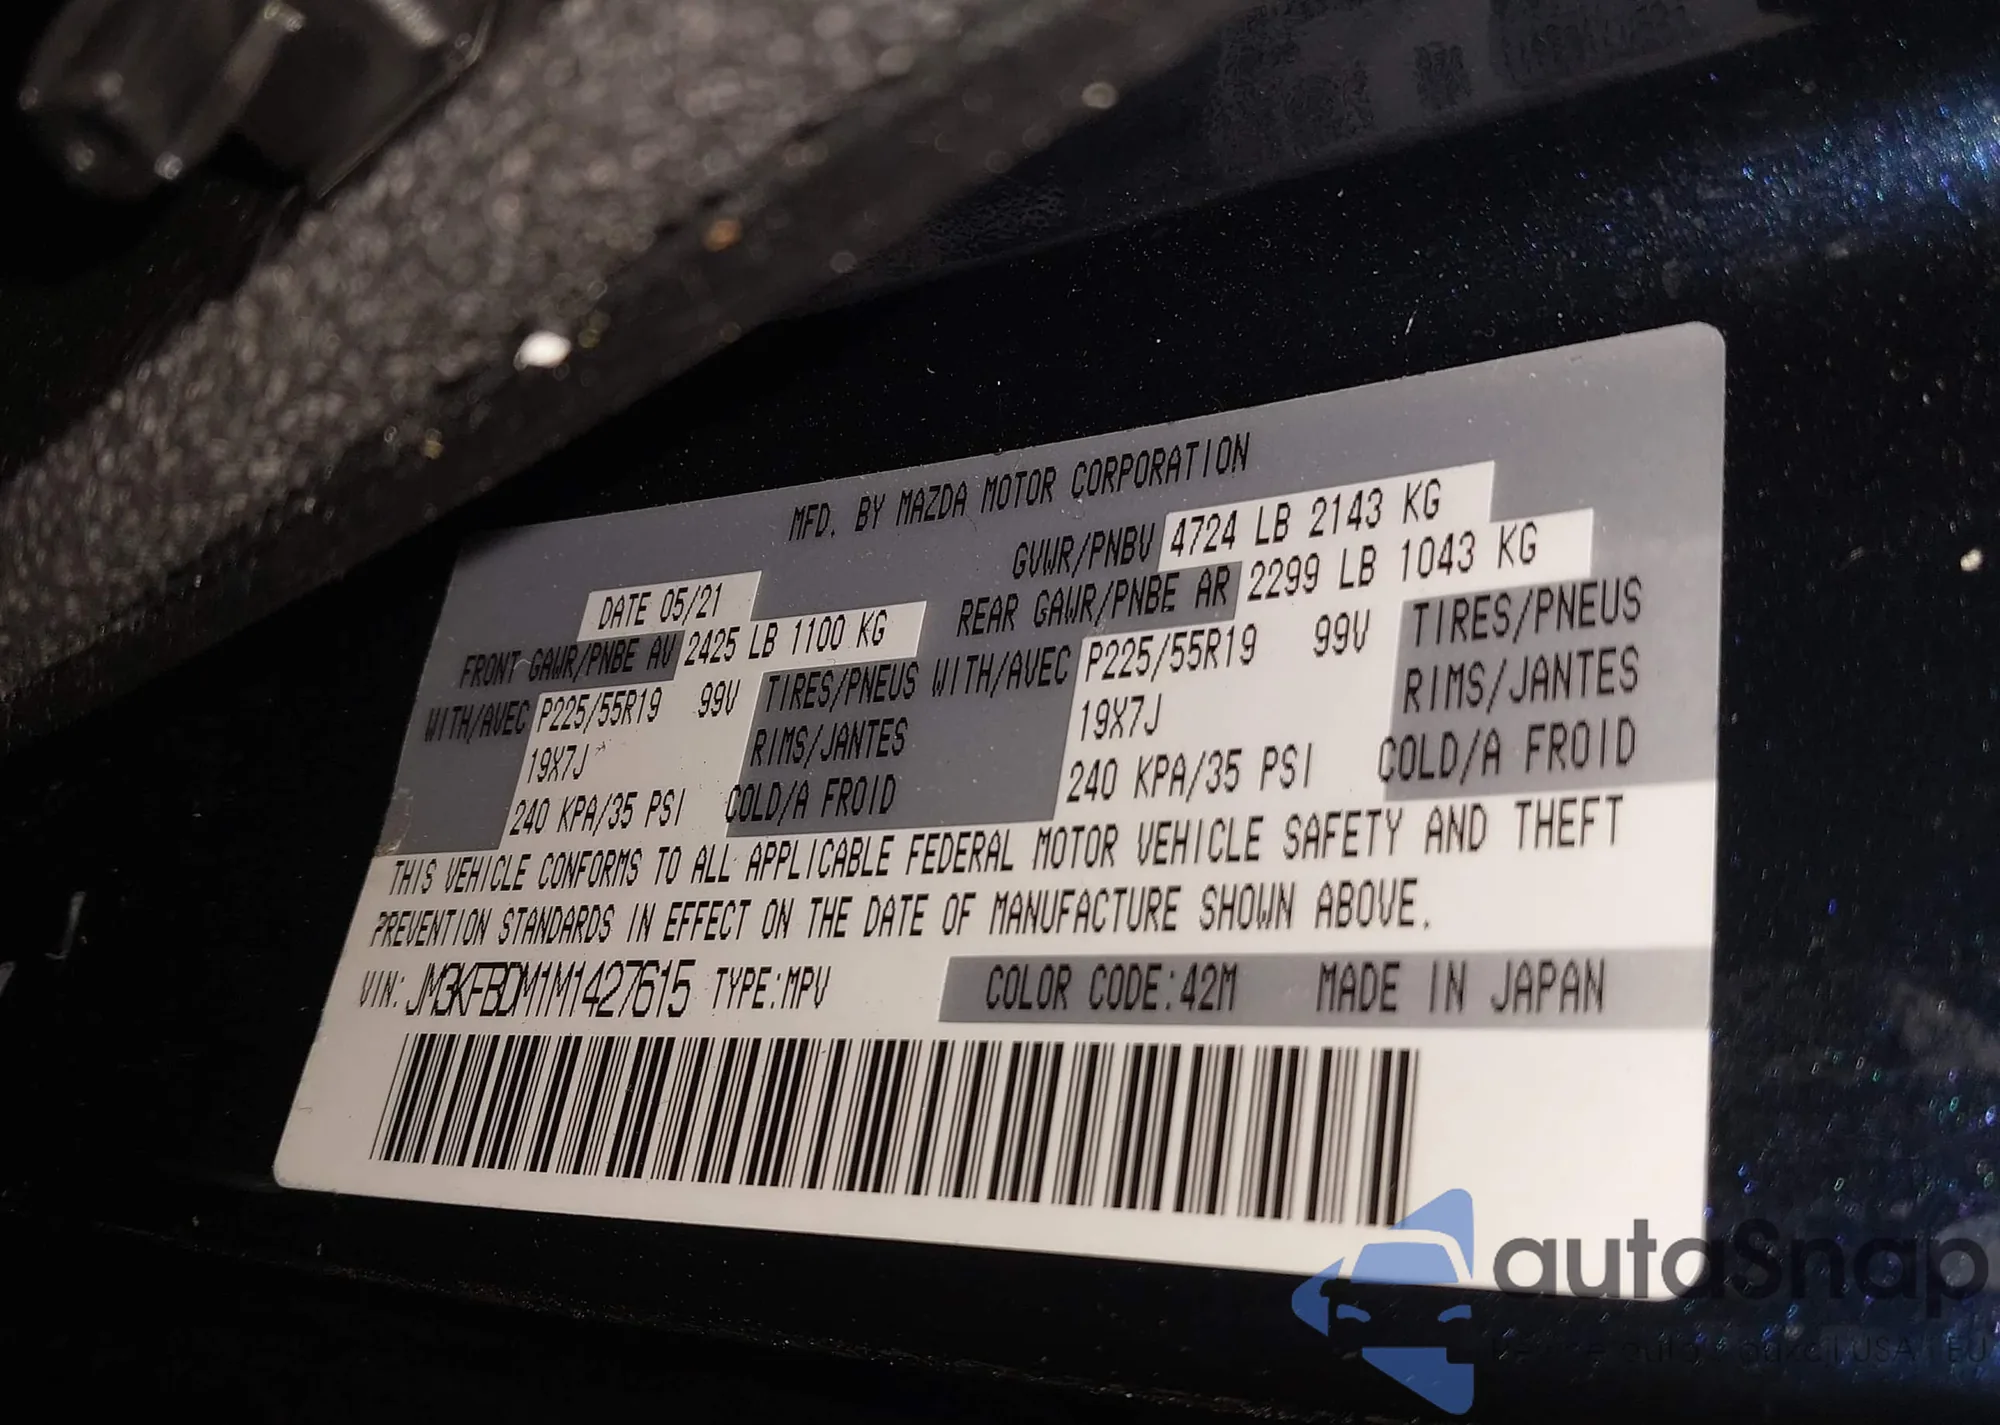 MFD. BY MAZDA MOTOR CORPORATION
GVWR/PNBV 4724 LB 2143 KG
DATE 05/21
FRONT GAWR/PNBE AV 2425 LB 1100 KG REAR GAWR/PNBE AR 2299 LB 1043 KG
WITH/AVEC P225/55R19 99V TIRES/PNEUS WITH/AVEC P225/55R19 99V TIRES/PNEUS
19X7J RIMS/JANTES 19X7J RIMS/JANTES
240 KPA/35 PSI COLD/A FROID 240 KPA/35 PSI COLD/A FROID
THIS VEHICLE CONFORMS TO ALL APPLICABLE FEDERAL MOTOR VEHICLE SAFETY AND THEFT
PREVENTION STANDARDS IN EFFECT ON THE DATE OF MANUFACTURE SHOWN ABOVE.
VIN: JM3KFBDM1M1427615 TYPE:MPV COLOR CODE:42M MADE IN JAPAN
autaSnap
USA EU